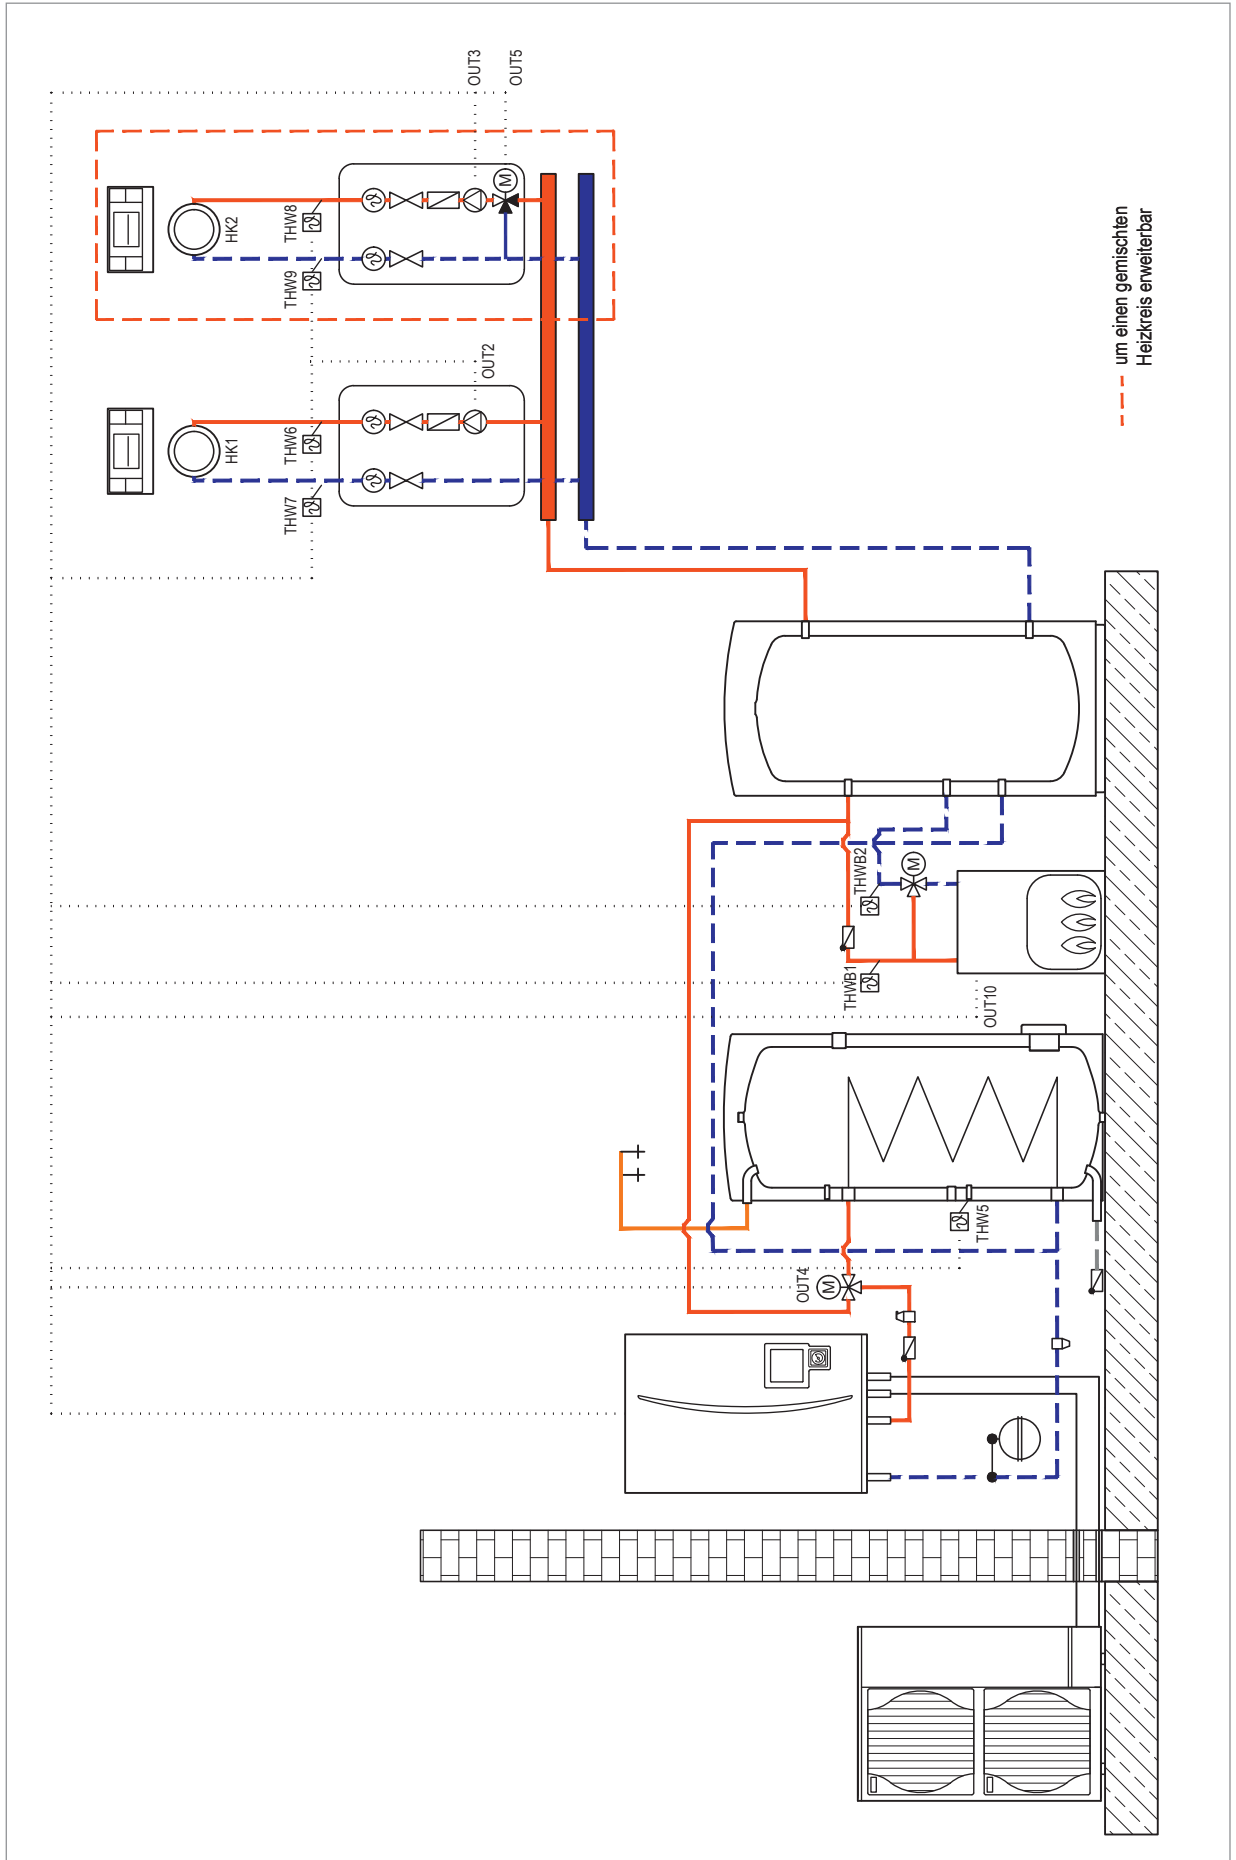 OUT3
OUT5
HK2
THW8
THW9
OUT2
HK1
THW6
THW7
um einen gemischten
Heizkreis erweiterbar
THWB2
M
M
THWB1
OUT10
THW5
OUT4
M